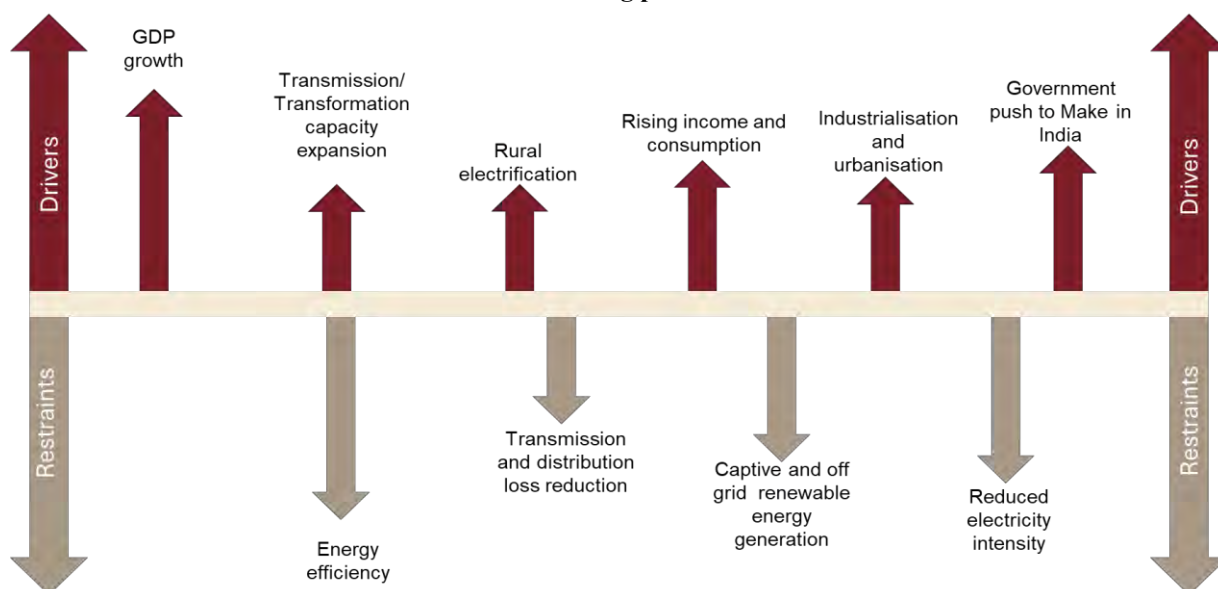 GDP
growth
Transmission/
Transformation
capacity
expansion
Rural
electrification
Rising income and
consumption
Industrialisation
and
urbanisation
Government
push to Make in
India
Drivers
Drivers
Restraints
Restraints
Energy
efficiency
Transmission
and distribution
loss reduction
Captive and off
grid renewable
energy
generation
Reduced
electricity
intensity